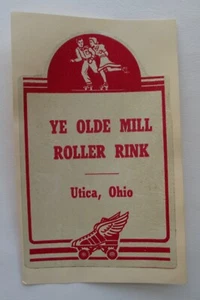 YE OLDE MILL
ROLLER RINK
Utica, Ohio